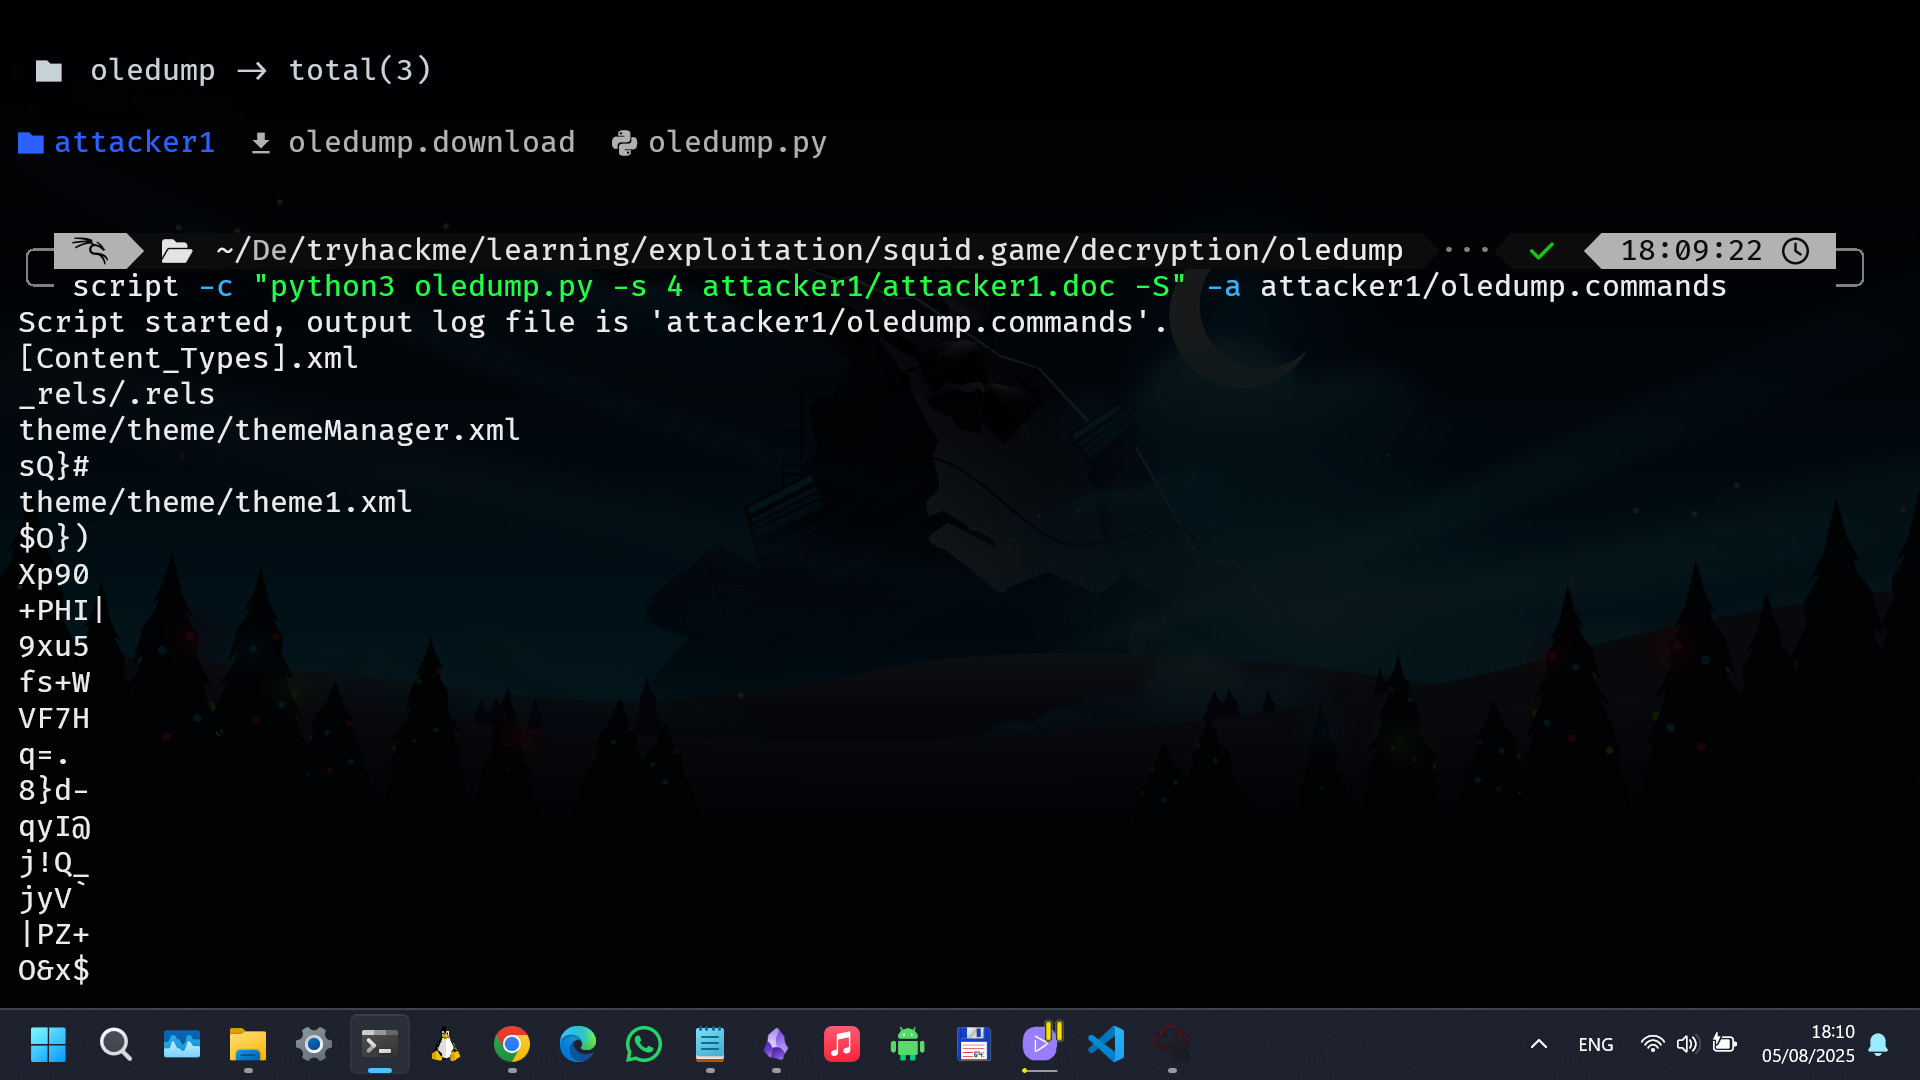 oledump → total(3)
attacker1 oledump.download oledump.py
~/De/tryhackme/learning/exploitation/squid.game/decryption/oledump ··· ✓ 18:09:22
script -c "python3 oledump.py -s 4 attacker1/attacker1.doc -S" -a attacker1/oledump.commands
Script started, output log file is 'attacker1/oledump.commands'.
[Content_Types].xml
_rels/.rels
theme/theme/themeManager.xml
sQ}#
theme/theme/theme1.xml
$O})
Xp90
+PHI|
9xu5
fs+W
VF7H
q=.
8}d-
qyI@
j!Q_
jyV`
|PZ+
O&x$
ENG
18:10
05/08/2025